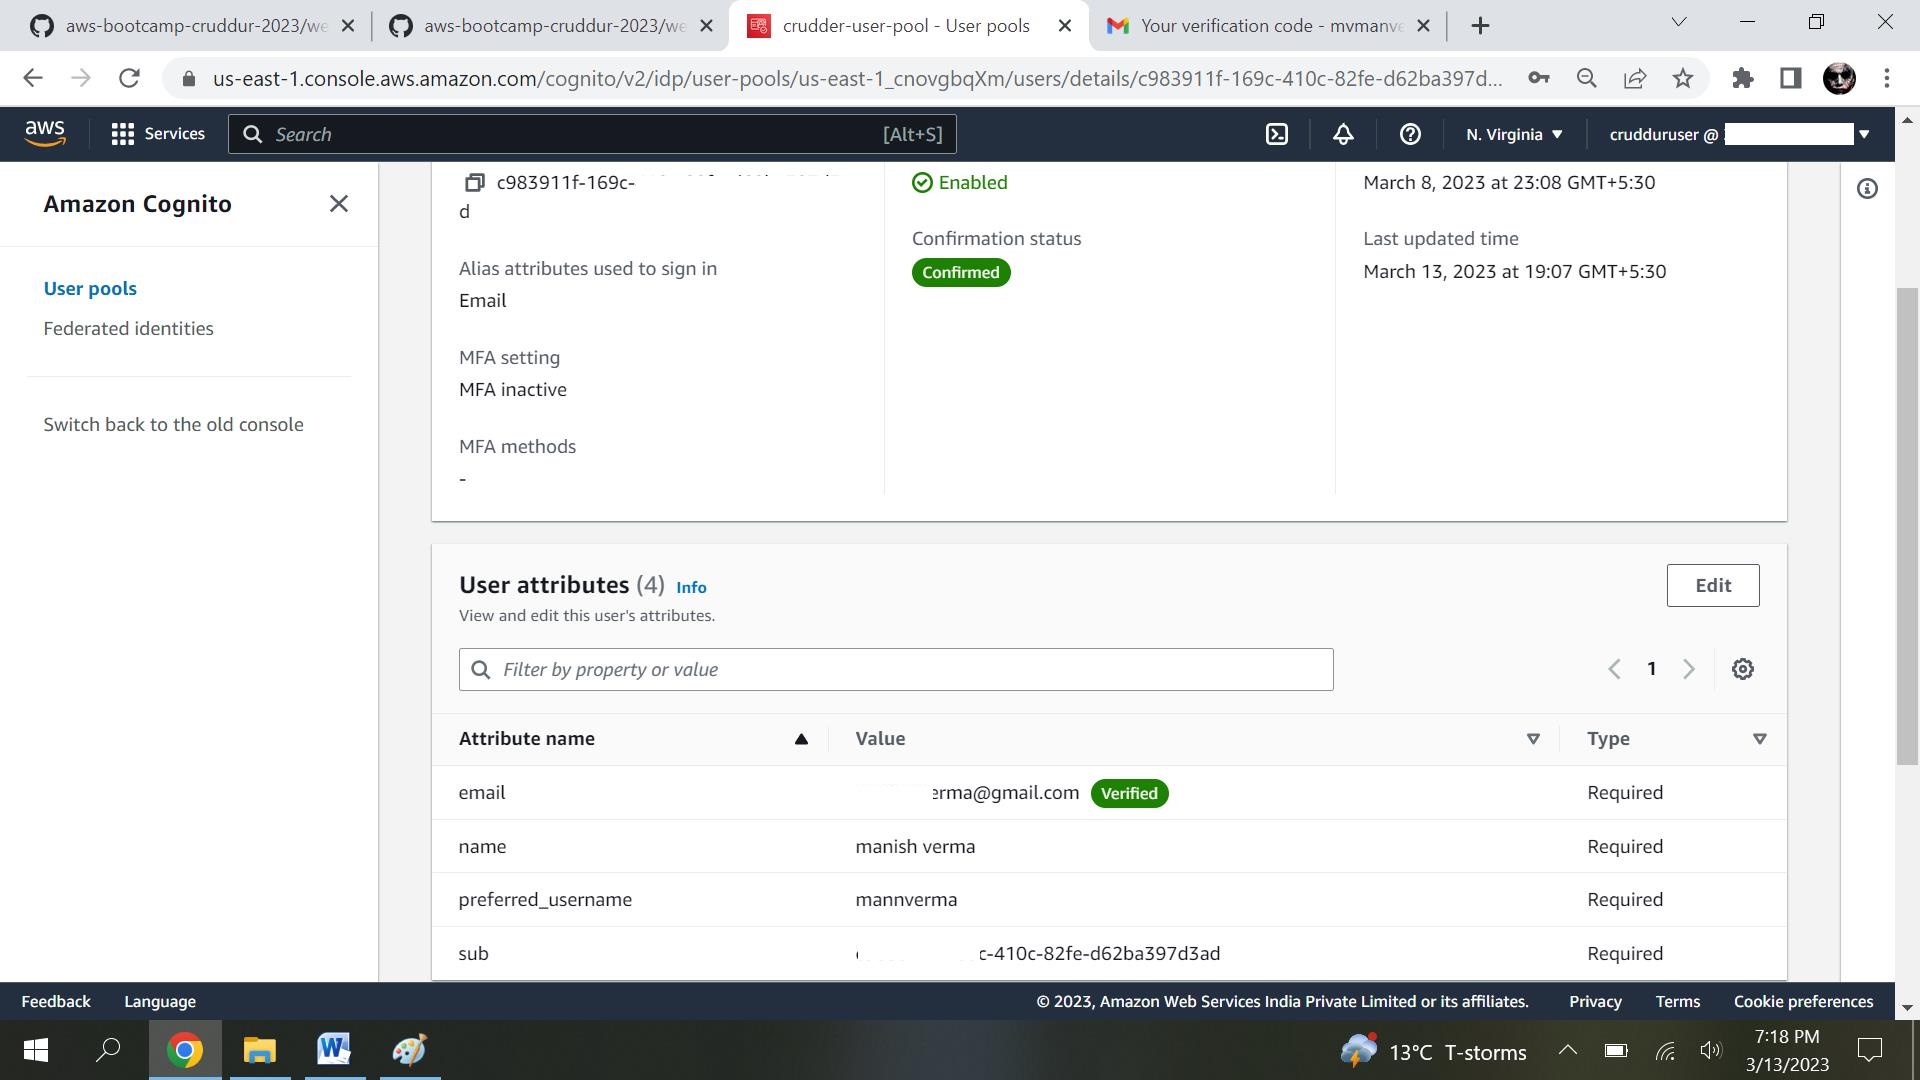 aws-bootcamp-cruddur-2023/we
aws-bootcamp-cruddur-2023/we
crudder-user-pool - User pools
Your verification code - mvmanve
us-east-1.console.aws.amazon.com/cognito/v2/idp/user-pools/us-east-1_cnovgbqXm/users/details/c983911f-169c-410c-82fe-d62ba397d...
aws
Services
Search
[Alt+S]
N. Virginia
crudduruser @
Amazon Cognito
User pools
Federated identities
Switch back to the old console
c983911f-169c-
d
Alias attributes used to sign in
Email
MFA setting
MFA inactive
MFA methods
-
Enabled
Confirmation status
Confirmed
March 8, 2023 at 23:08 GMT+5:30
Last updated time
March 13, 2023 at 19:07 GMT+5:30
User attributes (4) Info
View and edit this user's attributes.
Edit
Filter by property or value
1
Attribute name Value Type
email erma@gmail.com Verified Required
name manish verma Required
preferred_username mannverma Required
sub c-410c-82fe-d62ba397d3ad Required
Feedback Language © 2023, Amazon Web Services India Private Limited or its affiliates. Privacy Terms Cookie preferences
13°C T-storms
7:18 PM
3/13/2023